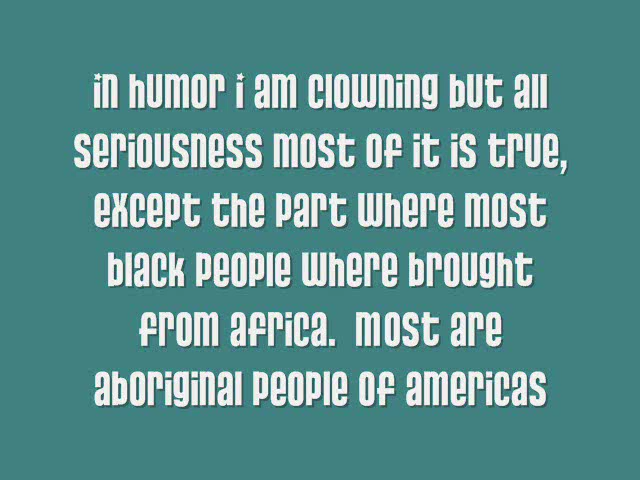 in humor i am clowning but all
seriousness most of it is true,
except the part where most
black people where brought
from africa. most are
aboriginal people of americas